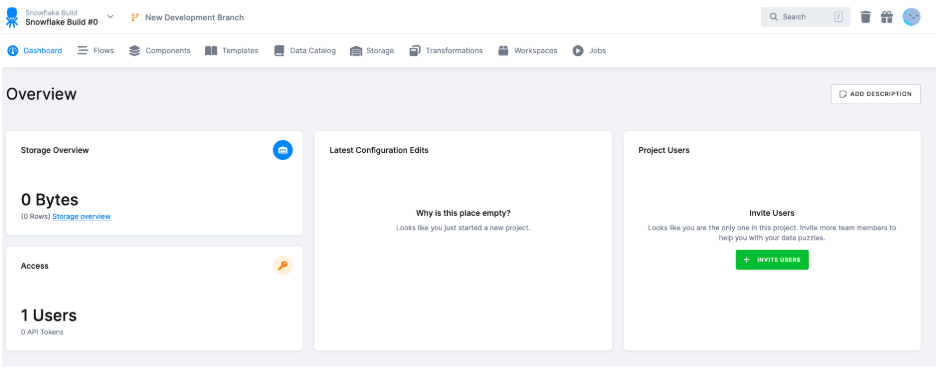 Snowflake Build
Snowflake Build #0
New Development Branch
Search /
Dashboard Flows Components Templates Data Catalog Storage Transformations Workspaces Jobs
Overview
ADD DESCRIPTION
Storage Overview
0 Bytes
(0 Rows) Storage overview
Access
1 Users
0 API Tokens
Latest Configuration Edits
Why is this place empty?
Looks like you just started a new project.
Project Users
Invite Users
Looks like you are the only one in this project. Invite more team members to
help you with your data puzzles.
+ INVITE USERS